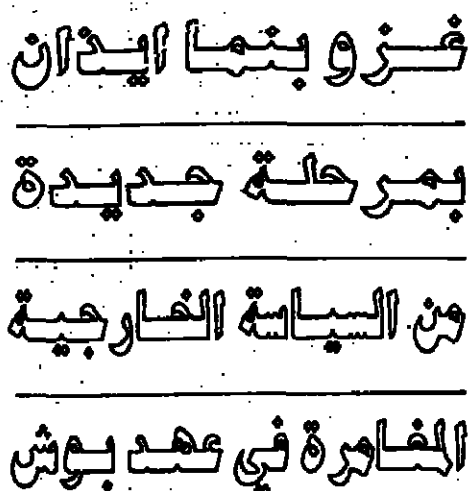 غزو بنما ايذان
بمرحلة جديدة
من السياسة الخارجية
المغامرة في عهد بوش